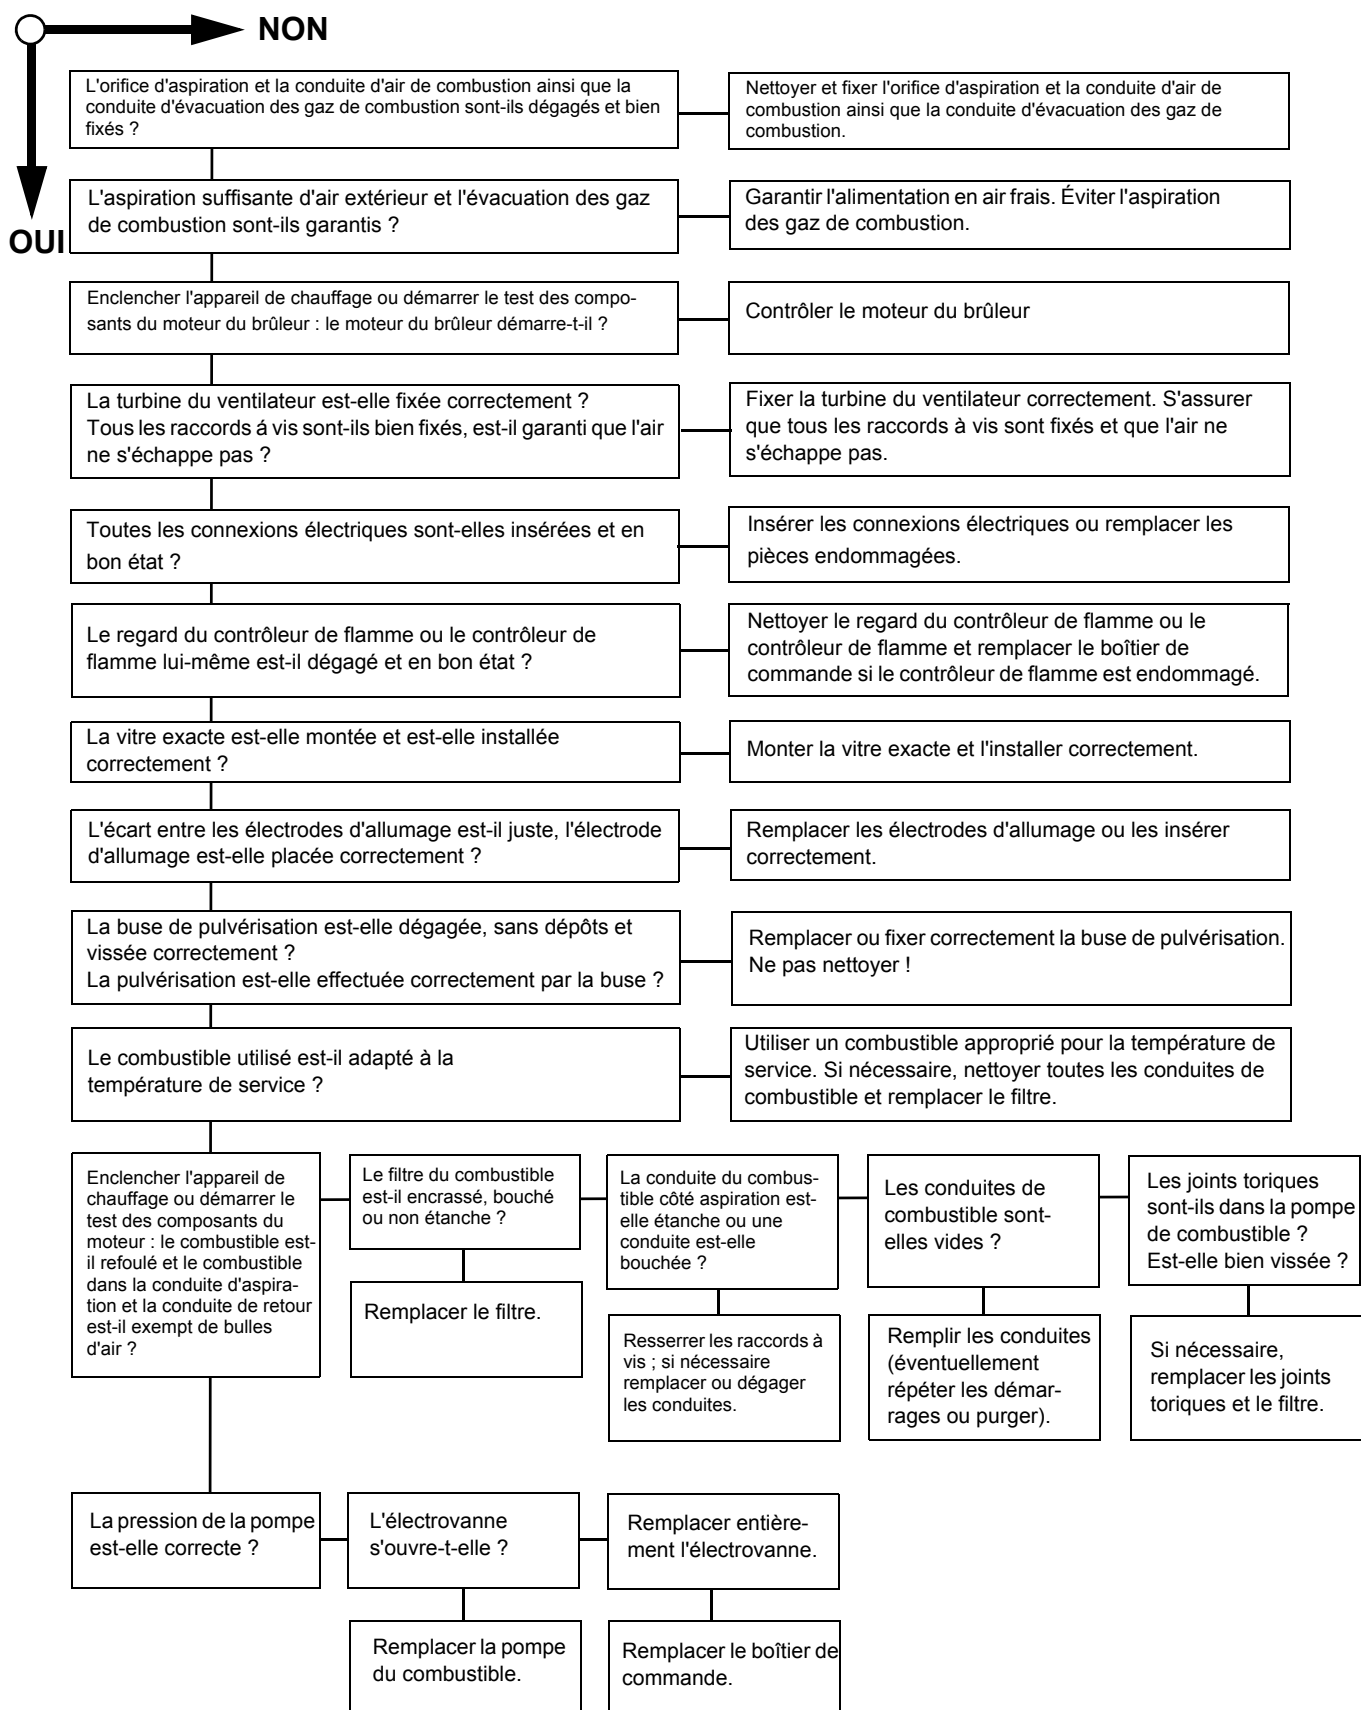 NON
OUI
L'orifice d'aspiration et la conduite d'air de combustion ainsi que la
conduite d'évacuation des gaz de combustion sont-ils dégagés et bien
fixés ?
Nettoyer et fixer l'orifice d'aspiration et la conduite d'air de
combustion ainsi que la conduite d'évacuation des gaz de
combustion.
L'aspiration suffisante d'air extérieur et l'évacuation des gaz
de combustion sont-ils garantis ?
Garantir l'alimentation en air frais. Éviter l'aspiration
des gaz de combustion.
Enclencher l'appareil de chauffage ou démarrer le test des compo-
sants du moteur du brûleur : le moteur du brûleur démarre-t-il ?
Contrôler le moteur du brûleur
La turbine du ventilateur est-elle fixée correctement ?
Tous les raccords á vis sont-ils bien fixés, est-il garanti que l'air
ne s'échappe pas ?
Fixer la turbine du ventilateur correctement. S'assurer
que tous les raccords à vis sont fixés et que l'air ne
s'échappe pas.
Toutes les connexions électriques sont-elles insérées et en
bon état ?
Insérer les connexions électriques ou remplacer les
pièces endommagées.
Le regard du contrôleur de flamme ou le contrôleur de
flamme lui-même est-il dégagé et en bon état ?
Nettoyer le regard du contrôleur de flamme ou le
contrôleur de flamme et remplacer le boîtier de
commande si le contrôleur de flamme est endommagé.
La vitre exacte est-elle montée et est-elle installée
correctement ?
Monter la vitre exacte et l'installer correctement.
L'écart entre les électrodes d'allumage est-il juste, l'électrode
d'allumage est-elle placée correctement ?
Remplacer les électrodes d'allumage ou les insérer
correctement.
La buse de pulvérisation est-elle dégagée, sans dépôts et
vissée correctement ?
La pulvérisation est-elle effectuée correctement par la buse ?
Remplacer ou fixer correctement la buse de pulvérisation.
Ne pas nettoyer !
Le combustible utilisé est-il adapté à la
température de service ?
Utiliser un combustible approprié pour la température de
service. Si nécessaire, nettoyer toutes les conduites de
combustible et remplacer le filtre.
Enclencher l'appareil de
chauffage ou démarrer le
test des composants du
moteur : le combustible est-
il refoulé et le combustible
dans la conduite d'aspira-
tion et la conduite de retour
est-il exempt de bulles
d'air ?
Le filtre du combustible
est-il encrassé, bouché
ou non étanche ?
La conduite du combus-
tible côté aspiration est-
elle étanche ou une
conduite est-elle
bouchée ?
Les conduites de
combustible sont-
elles vides ?
Les joints toriques
sont-ils dans la pompe
de combustible ?
Est-elle bien vissée ?
Remplacer le filtre.
Resserrer les raccords à
vis ; si nécessaire
remplacer ou dégager
les conduites.
Remplir les conduites
(éventuellement
répéter les démar-
rages ou purger).
Si nécessaire,
remplacer les joints
toriques et le filtre.
La pression de la pompe
est-elle correcte ?
L'électrovanne
s'ouvre-t-elle ?
Remplacer entière-
ment l'électrovanne.
Remplacer la pompe
du combustible.
Remplacer le boîtier de
commande.